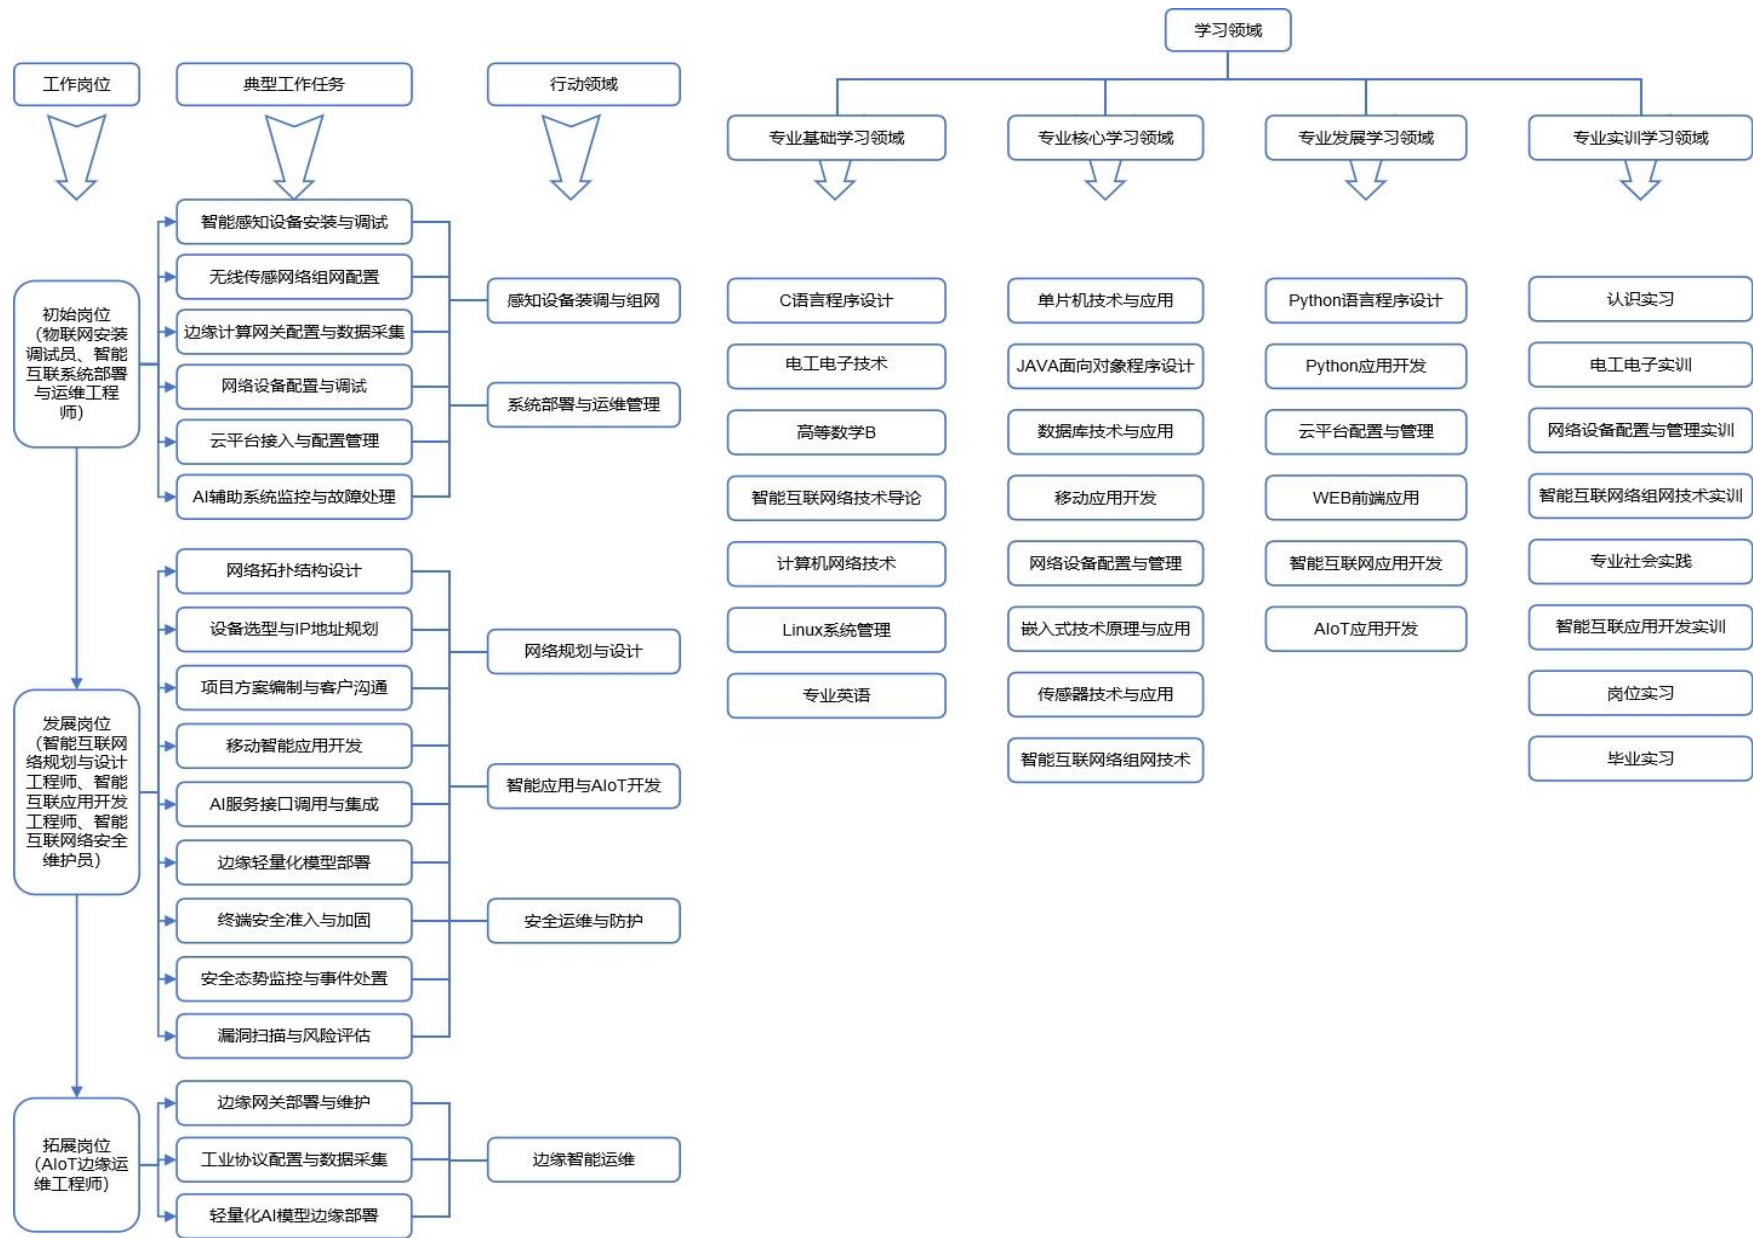 学习领域
工作岗位
典型工作任务
行动领域
专业基础学习领域
专业核心学习领域
专业发展学习领域
专业实训学习领域
初始岗位
（物联网安装
调试员、智能
互联系统部署
与运维工程
师）
发展岗位
（智能互联网
络规划与设计
工程师、智能
互联应用开发
工程师、智能
互联网络安全
维护员）
拓展岗位
（AIoT边缘运
维工程师）
智能感知设备安装与调试
无线传感网络组网配置
边缘计算网关配置与数据采集
网络设备配置与调试
云平台接入与配置管理
AI辅助系统监控与故障处理
网络拓扑结构设计
设备选型与IP地址规划
项目方案编制与客户沟通
移动智能应用开发
AI服务接口调用与集成
边缘轻量化模型部署
终端安全准入与加固
安全态势监控与事件处置
漏洞扫描与风险评估
边缘网关部署与维护
工业协议配置与数据采集
轻量化AI模型边缘部署
感知设备装调与组网
系统部署与运维管理
网络规划与设计
智能应用与AIoT开发
安全运维与防护
边缘智能运维
C语言程序设计
电工电子技术
高等数学B
智能互联网络技术导论
计算机网络技术
Linux系统管理
专业英语
单片机技术与应用
JAVA面向对象程序设计
数据库技术与应用
移动应用开发
网络设备配置与管理
嵌入式技术原理与应用
传感器技术与应用
智能互联网络组网技术
Python语言程序设计
Python应用开发
云平台配置与管理
WEB前端应用
智能互联网应用开发
AIoT应用开发
认识实习
电工电子实训
网络设备配置与管理实训
智能互联网络组网技术实训
专业社会实践
智能互联应用开发实训
岗位实习
毕业实习